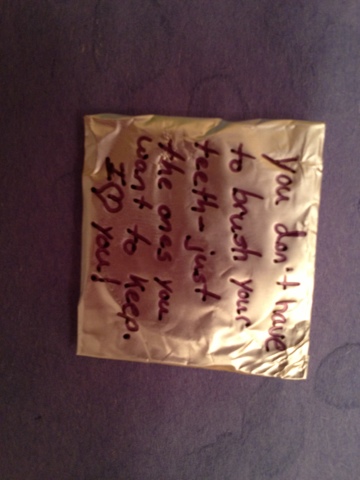 you don't have
to brush your
teeth-just
the ones you
want to keep.
I ♡ you!